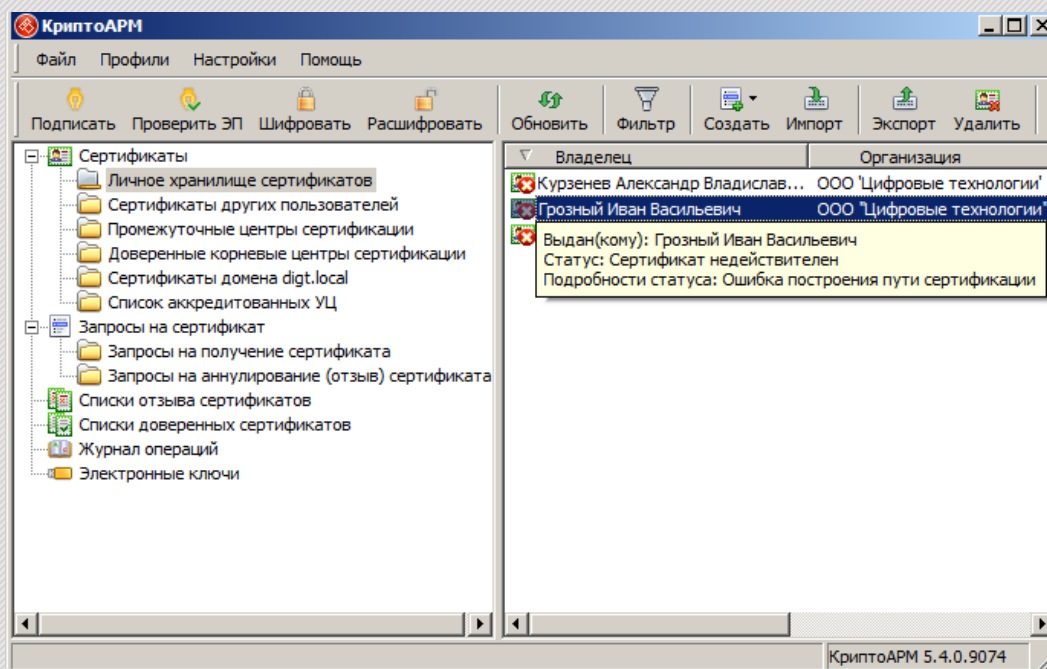 КриптоАРМ
Файл Профили Настройки Помощь
Подписать Проверить ЭП Шифровать Расшифровать Обновить Фильтр Создать Импорт Экспорт Удалить
Сертификаты
Личное хранилище сертификатов
Сертификаты других пользователей
Промежуточные центры сертификации
Доверенные корневые центры сертификации
Сертификаты домена digt.local
Список аккредитованных УЦ
Запросы на сертификат
Запросы на получение сертификата
Запросы на аннулирование (отзыв) сертификата
Списки отзыва сертификатов
Списки доверенных сертификатов
Журнал операций
Электронные ключи
Владелец Организация
Курзенев Александр Владислав... ООО "Цифровые технологии"
Грозный Иван Васильевич ООО "Цифровые технологии"
Выдан(кому): Грозный Иван Васильевич
Статус: Сертификат недействителен
Подробности статуса: Ошибка построения пути сертификации
КриптоАРМ 5.4.0.9074